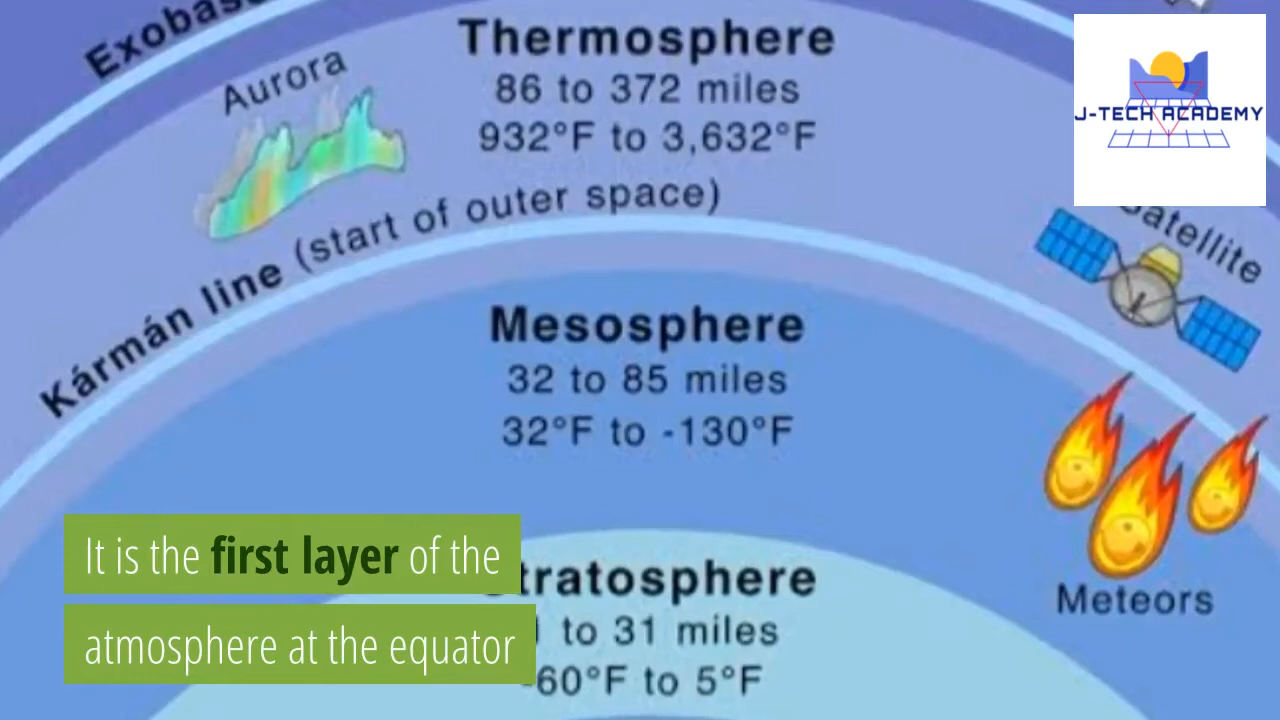 Thermosphere
86 to 372 miles
932°F to 3,632°F
Aurora
J-TECH ACADEMY
Kármán line (start of outer space)
Mesosphere
32 to 85 miles
32°F to -130°F
Meteors
It is the first layer of the
atmosphere at the equator
to 31 miles
-60°F to 5°F